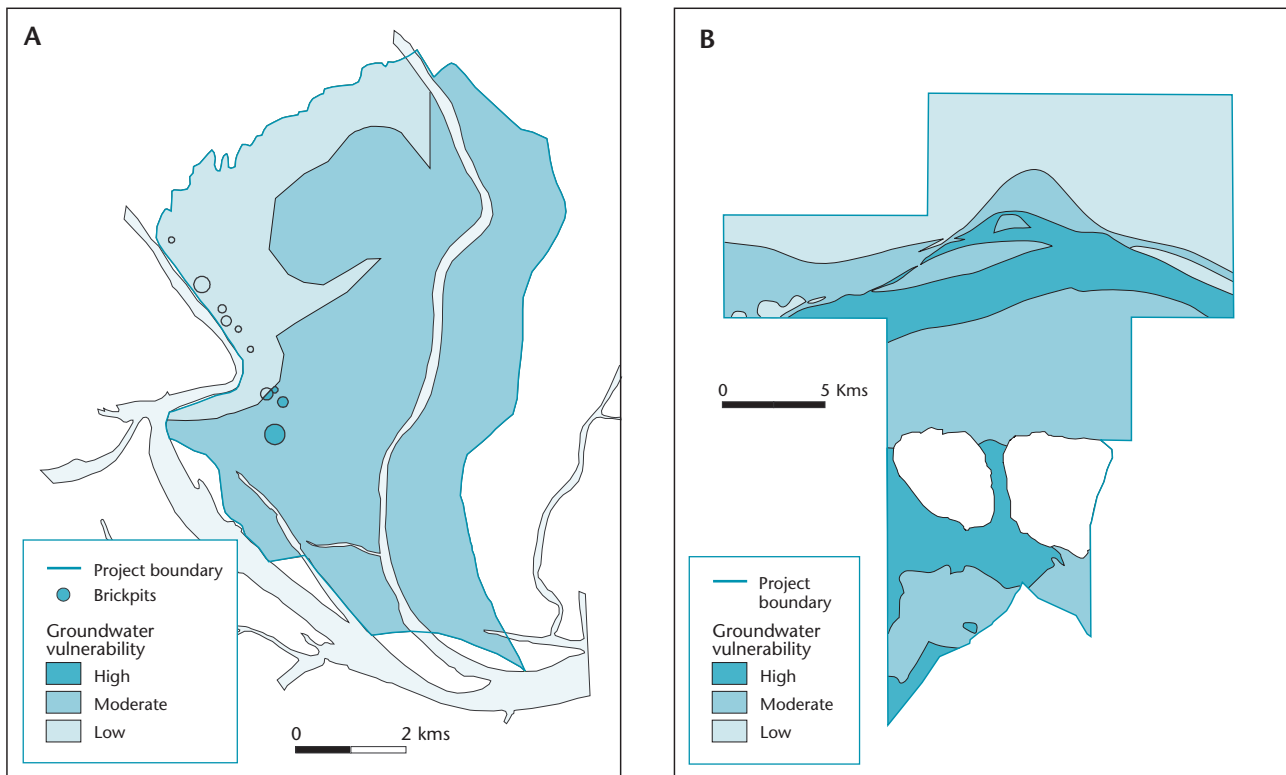 A
Project boundary
Brickpits
Groundwater
vulnerability
High
Moderate
Low
0 2 kms
B
0 5 Kms
Project
boundary
Groundwater
vulnerability
High
Moderate
Low